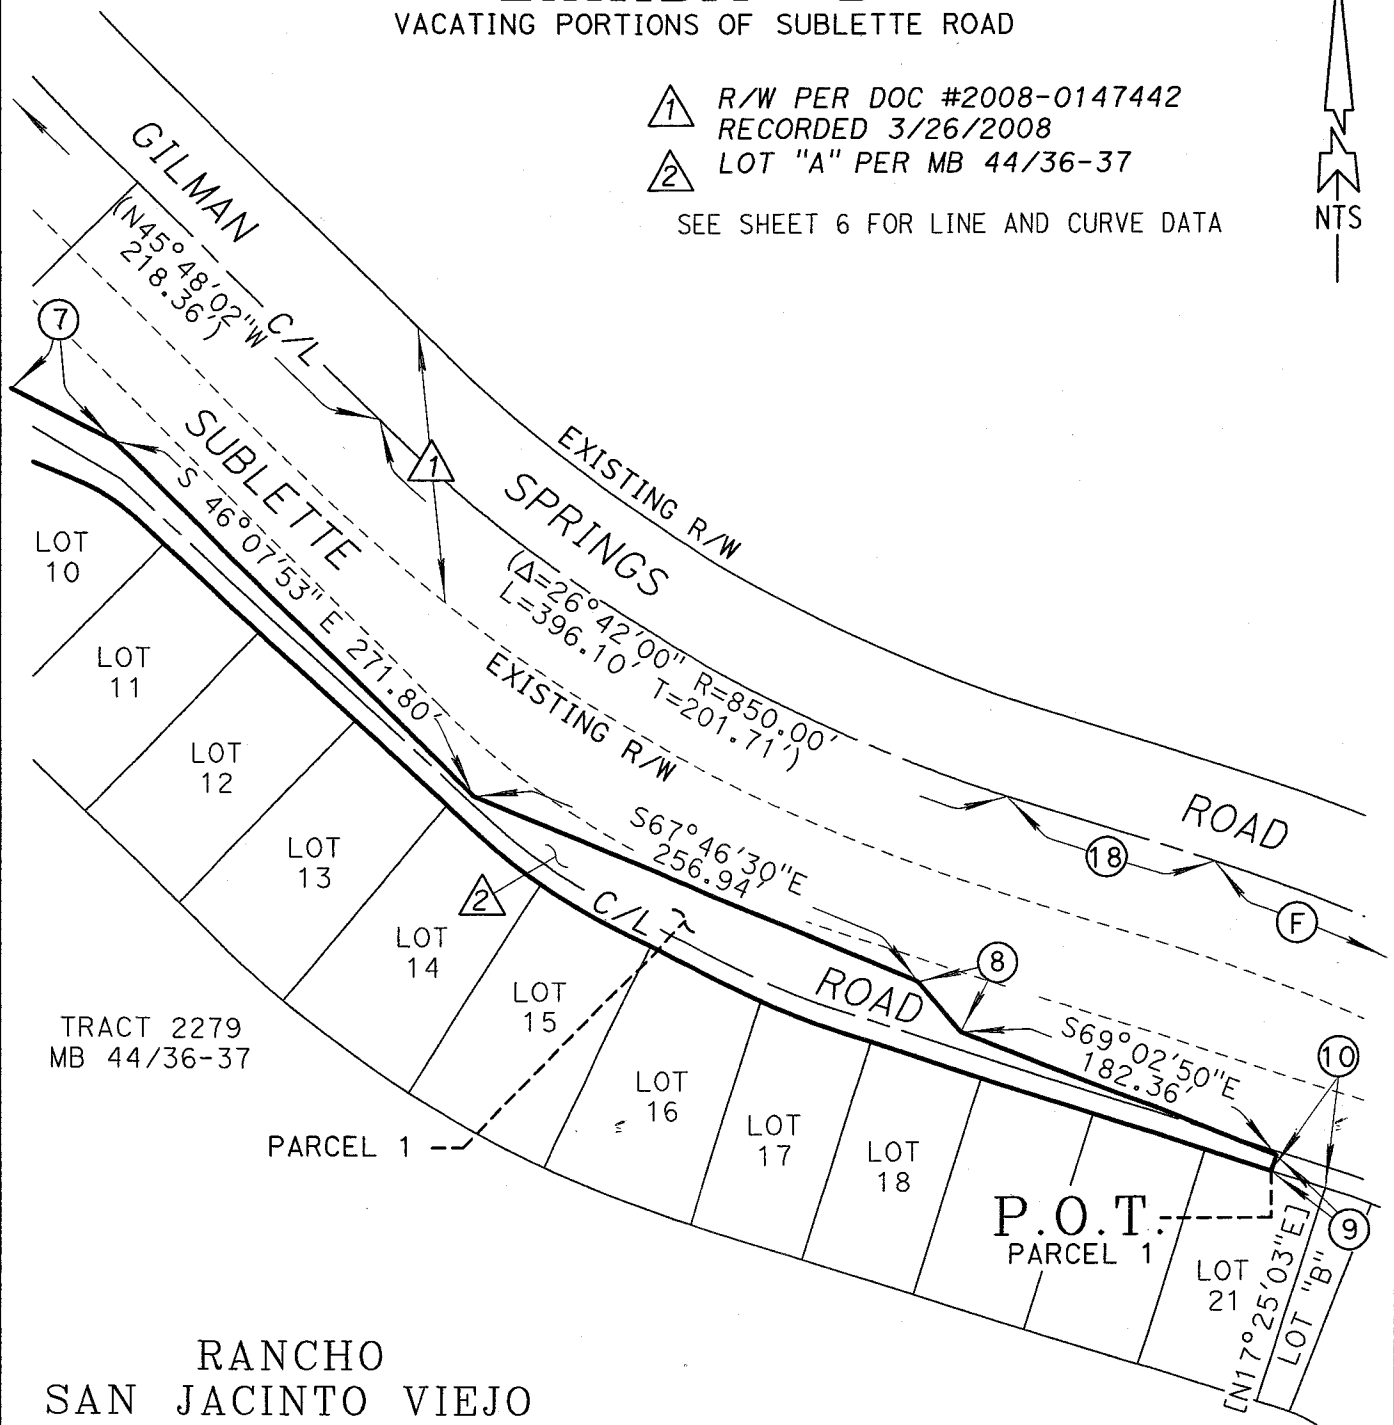 VACATING PORTIONS OF SUBLETTE ROAD
1 R/W PER DOC #2008-0147442
RECORDED 3/26/2008
2 LOT "A" PER MB 44/36-37
SEE SHEET 6 FOR LINE AND CURVE DATA
NTS
GILMAN
SPRINGS
ROAD
(N45°48'02"W
218.36')
C/L
7
1
EXISTING R/W
SUBLETTE
S 46°07'53" E 271.80'
(Δ=26°42'00" R=850.00'
L=396.10' T=201.71')
EXISTING R/W
LOT
10
LOT
11
LOT
12
LOT
13
LOT
14
LOT
15
LOT
16
LOT
17
LOT
18
LOT
21
S67°46'30"E
256.94'
2
C/L
ROAD
18
F
8
S69°02'50"E
182.36'
10
9
TRACT 2279
MB 44/36-37
PARCEL 1
P.O.T.
PARCEL 1
[N17°25'03"E]
LOT "B"
RANCHO
SAN JACINTO VIEJO